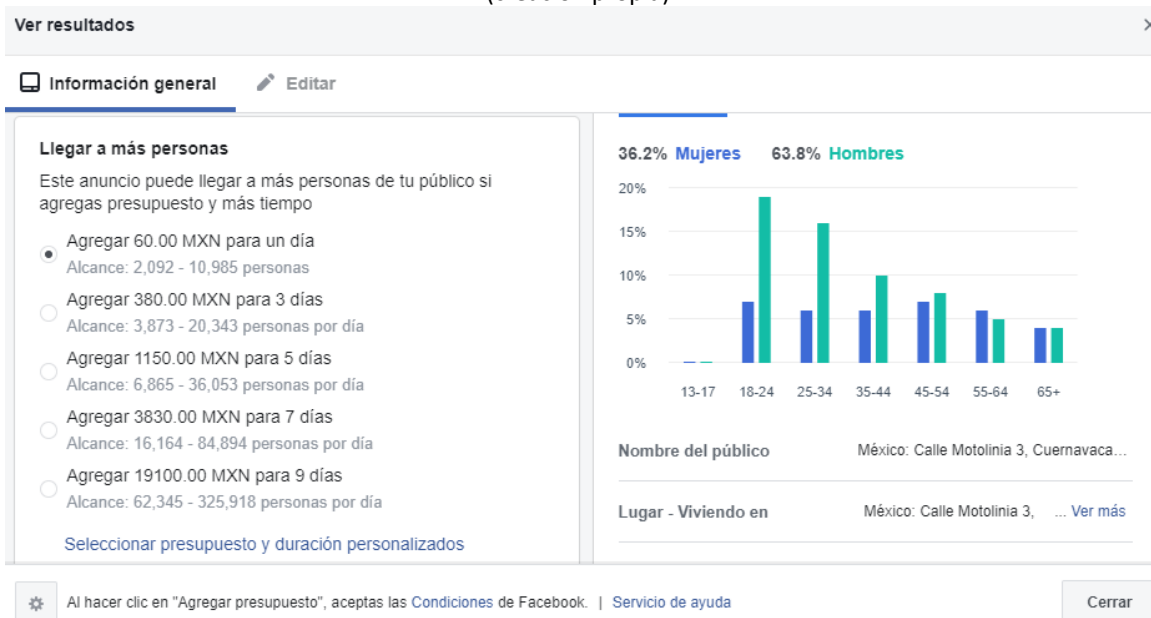 Ver resultados
Información general
Editar
Llegar a más personas
Este anuncio puede llegar a más personas de tu público si
agregas presupuesto y más tiempo
Agregar 60.00 MXN para un día
Alcance: 2,092 - 10,985 personas
Agregar 380.00 MXN para 3 días
Alcance: 3,873 - 20,343 personas por día
Agregar 1150.00 MXN para 5 días
Alcance: 6,865 - 36,053 personas por día
Agregar 3830.00 MXN para 7 días
Alcance: 16,164 - 84,894 personas por día
Agregar 19100.00 MXN para 9 días
Alcance: 62,345 - 325,918 personas por día
Seleccionar presupuesto y duración personalizados
36.2% Mujeres 63.8% Hombres
20%
15%
10%
5%
0%
13-17 18-24 25-34 35-44 45-54 55-64 65+
Nombre del público México: Calle Motolinia 3, Cuernavaca...
Lugar - Viviendo en México: Calle Motolinia 3, ... Ver más
Al hacer clic en "Agregar presupuesto", aceptas las Condiciones de Facebook. | Servicio de ayuda
Cerrar